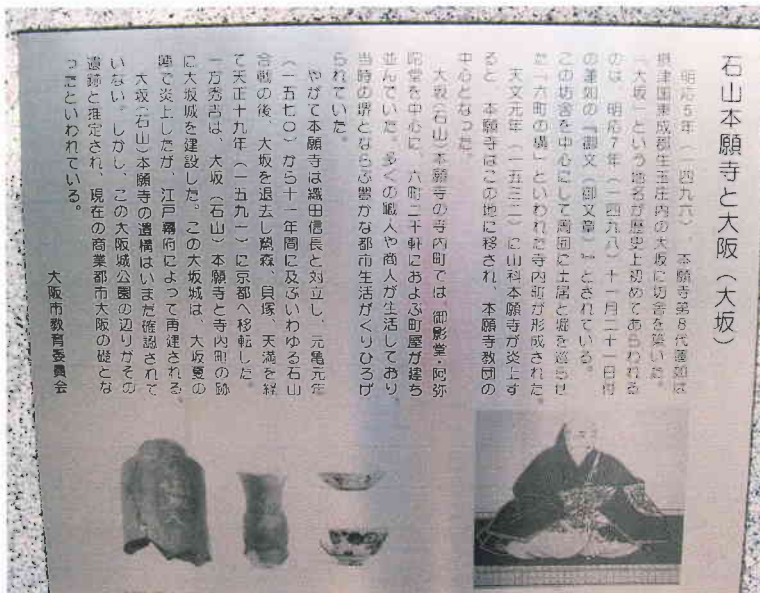 石山本願寺と大阪（大坂）
明応5年（一四九六）、本願寺第8代蓮如は
摂津国東成郡生玉庄内の大坂に坊舎を築いた。
「大坂」という地名が歴史上初めてあらわれる
のは、明応7年（一四九八）十一月二十一日付
の蓮如の『御文（御文章）』とされている。
この坊舎を中心にして周囲に土居と堀を巡らせ
た「六町の構」といわれた寺内町が形成された。
天文元年（一五三二）に山科本願寺が炎上す
ると、本願寺はこの地に移され、本願寺教団の
中心となった。
大坂（石山）本願寺の寺内町では、御影堂・阿弥
陀堂を中心に、六町二千軒におよぶ町屋が建ち
並んでいた。多くの職人や商人が生活しており、
当時の堺とならぶ豊かな都市生活がくりひろげ
られていた。
やがて本願寺は織田信長と対立し、元亀元年
（一五七〇）から十一年間に及ぶいわゆる石山
合戦の後、大坂を退去し鷺森、貝塚、天満を経
て天正十九年（一五九一）に京都へ移転した。
一方秀吉は、大坂（石山）本願寺と寺内町の跡
に大坂城を建設した。この大坂城は、大坂夏の
陣で炎上したが、江戸幕府によって再建される。
大坂（石山）本願寺の遺構はいまだ確認されて
いない。しかし、この大阪城公園の辺りがその
遺跡と推定され、現在の商業都市大阪の礎とな
ったといわれている。
大阪市教育委員会